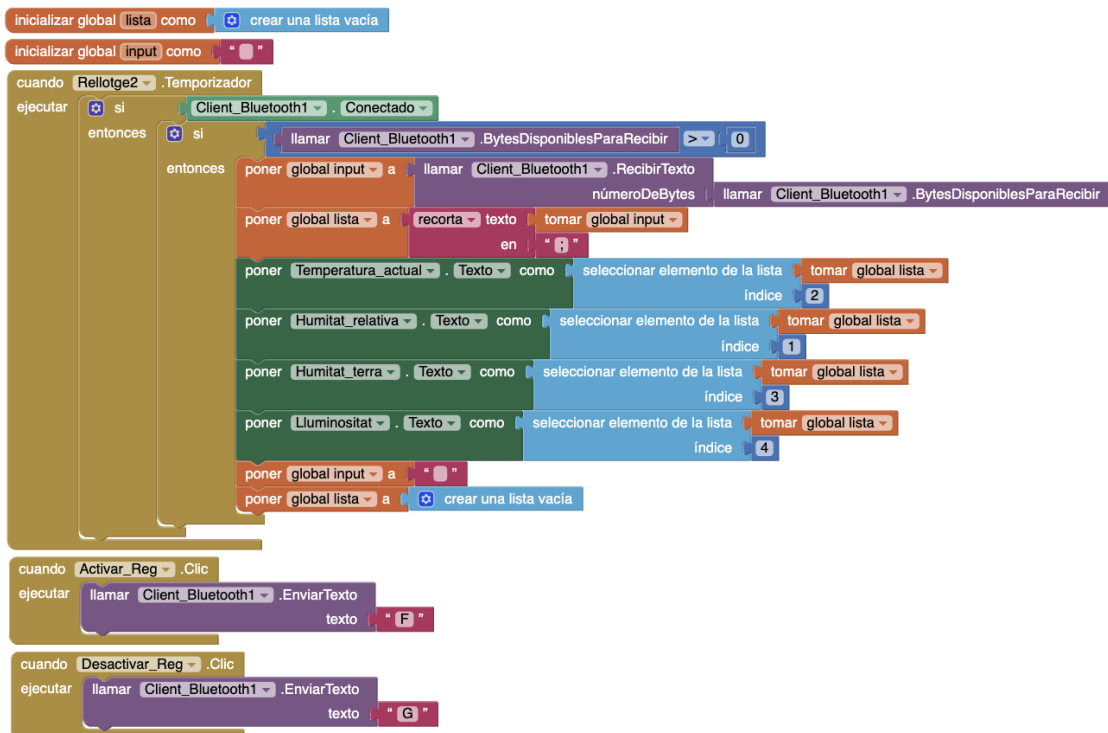 inicializar global lista como crear una lista vacía
inicializar global input como “ ”
cuando Rellotge2 .Temporizador
ejecutar si Client_Bluetooth1 . Conectado
entonces si llamar Client_Bluetooth1 .BytesDisponiblesParaRecibir > 0
entonces poner global input a llamar Client_Bluetooth1 .RecibirTexto
númeroDeBytes llamar Client_Bluetooth1 .BytesDisponiblesParaRecibir
poner global lista a recorta texto tomar global input
en “ ; ”
poner Temperatura_actual . Texto como seleccionar elemento de la lista tomar global lista
índice 2
poner Humitat_relativa . Texto como seleccionar elemento de la lista tomar global lista
índice 1
poner Humitat_terra . Texto como seleccionar elemento de la lista tomar global lista
índice 3
poner Lluminositat . Texto como seleccionar elemento de la lista tomar global lista
índice 4
poner global input a “ ”
poner global lista a crear una lista vacía
cuando Activar_Reg .Clic
ejecutar llamar Client_Bluetooth1 .EnviarTexto
texto “ F ”
cuando Desactivar_Reg .Clic
ejecutar llamar Client_Bluetooth1 .EnviarTexto
texto “ G ”